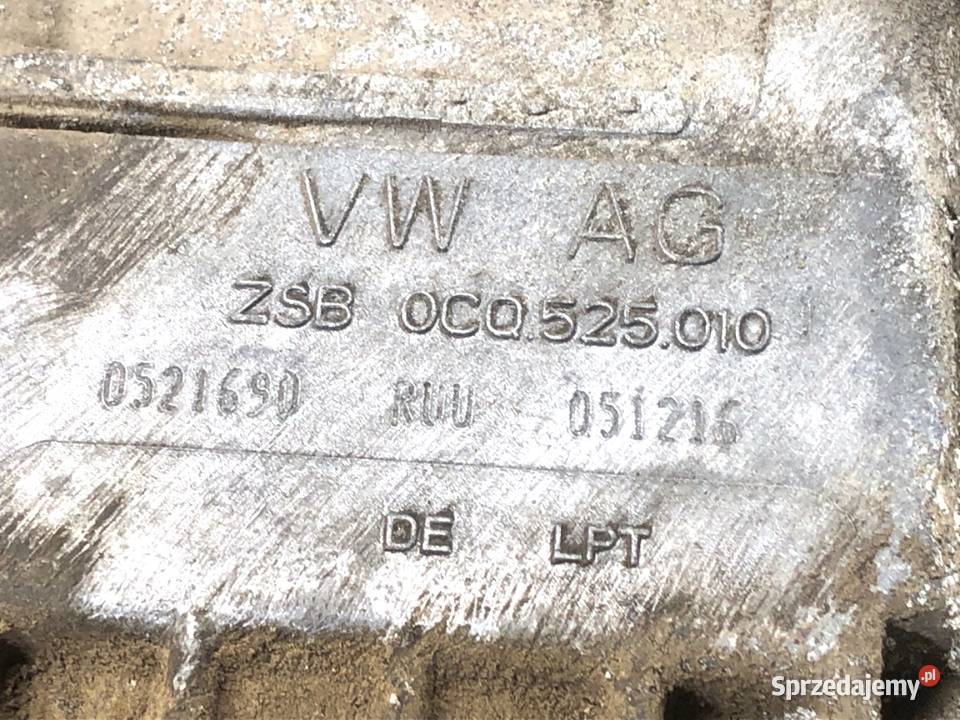 VW AG
ZSB 0CQ.525.010
0521690 RUU 051216
DE LPT
Sprzedajemy.pl